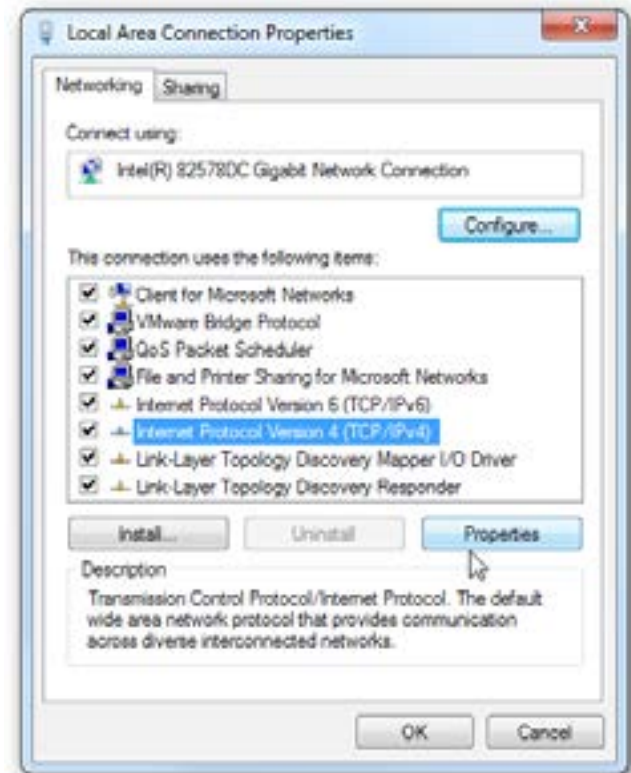 Local Area Connection Properties
Networking
Sharing
Connect using:
Intel(R) 82578DC Gigabit Network Connection
Configure...
This connection uses the following items:
Client for Microsoft Networks
VMware Bridge Protocol
QoS Packet Scheduler
File and Printer Sharing for Microsoft Networks
Internet Protocol Version 6 (TCP/IPv6)
Internet Protocol Version 4 (TCP/IPv4)
Link-Layer Topology Discovery Mapper I/O Driver
Link-Layer Topology Discovery Responder
Install...
Uninstall
Properties
Description
Transmission Control Protocol/Internet Protocol. The default
wide area network protocol that provides communication
across diverse interconnected networks.
OK
Cancel